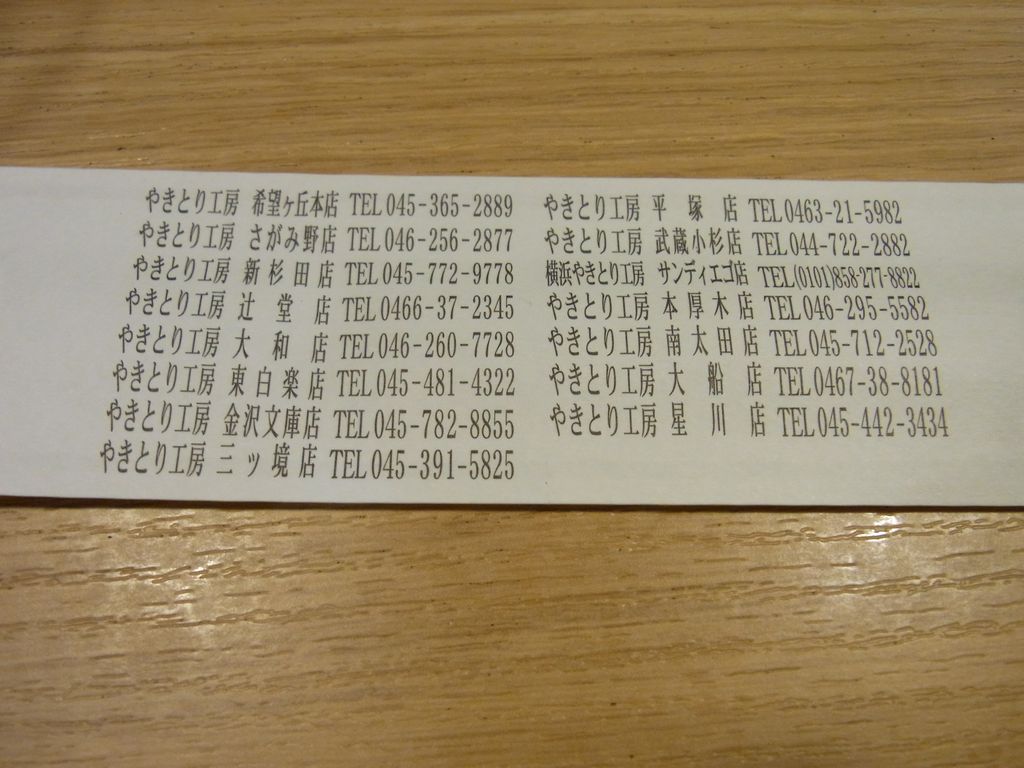 やきとり工房 希望ヶ丘本店 TEL 045-365-2889
やきとり工房 さがみ野店 TEL 046-256-2877
やきとり工房 新杉田店 TEL 045-772-9778
やきとり工房 辻堂店 TEL 0466-37-2345
やきとり工房 大和店 TEL 046-260-7728
やきとり工房 東白楽店 TEL 045-481-4322
やきとり工房 金沢文庫店 TEL 045-782-8855
やきとり工房 三ッ境店 TEL 045-391-5825
やきとり工房 平塚店 TEL 0463-21-5982
やきとり工房 武蔵小杉店 TEL 044-722-2882
横浜やきとり工房 サンディエゴ店 TEL (0101)858-277-8822
やきとり工房 本厚木店 TEL 046-295-5582
やきとり工房 南太田店 TEL 045-712-2528
やきとり工房 大船店 TEL 0467-38-8181
やきとり工房 星川店 TEL 045-442-3434